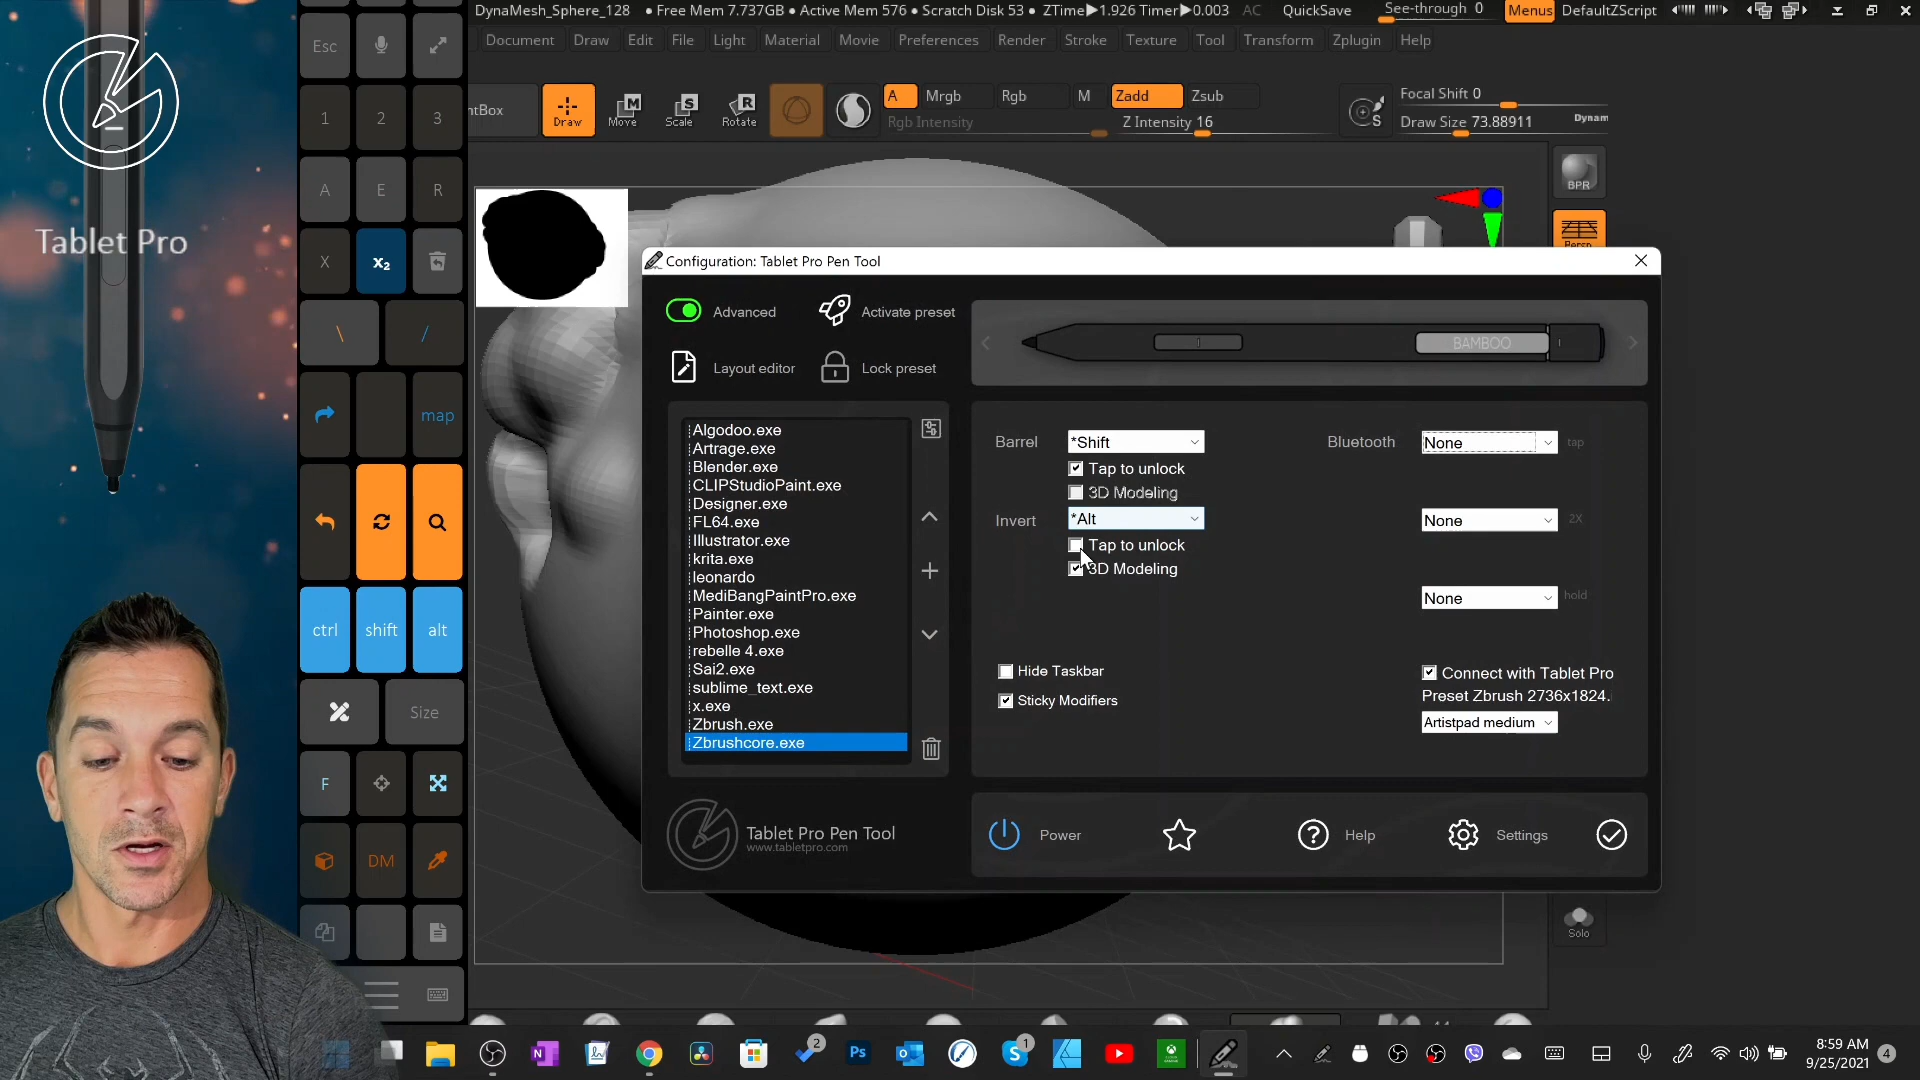 DynaMesh_Sphere_128 • Free Mem 7.737GB • Active Mem 576 • Scratch Disk 53 • ZTime▶1.926 Timer▶0.003 AC QuickSave See-through 0 Menus DefaultZScript
Document Draw Edit File Light Material Movie Preferences Render Stroke Texture Tool Transform Zplugin Help
Esc
ntBox
Draw
M
Move
S
Scale
R
Rotate
A Mrgb Rgb M Zadd Zsub
Rgb Intensity
Z Intensity 16
S
Focal Shift 0
Draw Size 73.88911 Dynam
1 2 3
A E R
X x₂
\ /
map
ctrl shift alt
Size
F
DM
Tablet Pro
BPR
Persp
Configuration: Tablet Pro Pen Tool
Advanced
Activate preset
Layout editor
Lock preset
BAMBOO
Algodoo.exe
Artrage.exe
Blender.exe
CLIPStudioPaint.exe
Designer.exe
FL64.exe
Illustrator.exe
krita.exe
leonardo
MediBangPaintPro.exe
Painter.exe
Photoshop.exe
rebelle 4.exe
Sai2.exe
sublime_text.exe
x.exe
Zbrush.exe
Zbrushcore.exe
Barrel *Shift
Tap to unlock
3D Modeling
Invert *Alt
Tap to unlock
3D Modeling
Bluetooth None tap
None 2X
None hold
Hide Taskbar
Sticky Modifiers
Connect with Tablet Pro
Preset Zbrush 2736x1824.
Artistpad medium
Tablet Pro Pen Tool
www.tabletpro.com
Power
Help
Settings
Solo
2
Ps
1
8:59 AM
9/25/2021
4